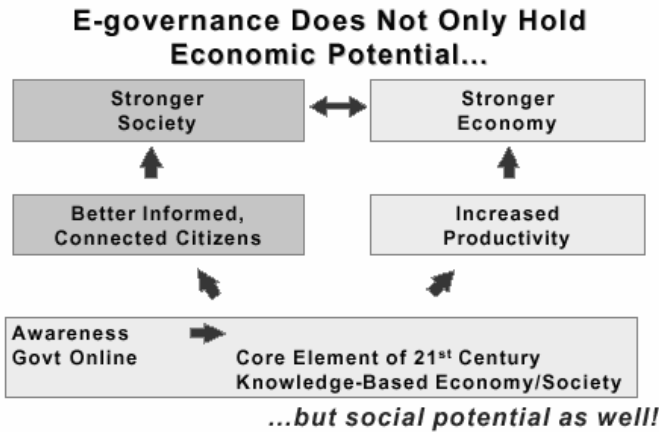 E-governance Does Not Only Hold
Economic Potential...
Stronger
Society
Stronger
Economy
Better Informed,
Connected Citizens
Increased
Productivity
Awareness
Govt Online
Core Element of 21st Century
Knowledge-Based Economy/Society
...but social potential as well!